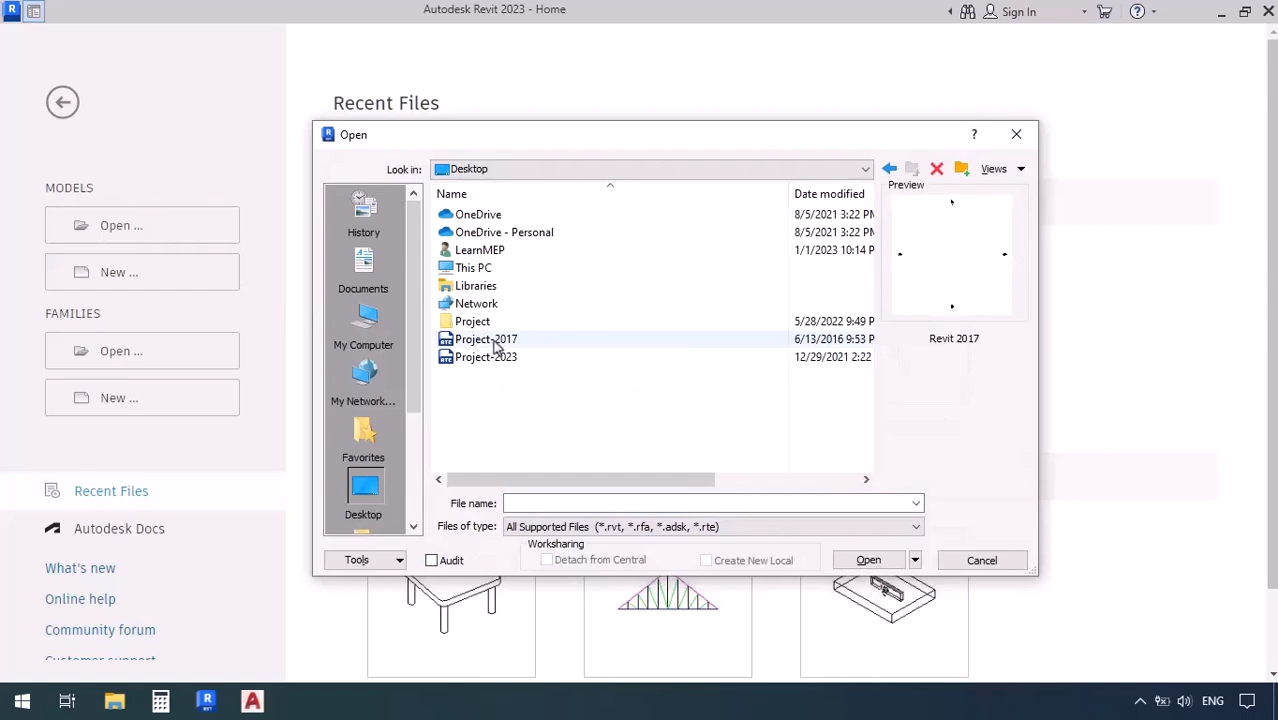 Autodesk Revit 2023 - Home
Sign In
Recent Files
MODELS
Open ...
New ...
FAMILIES
Open ...
New ...
Recent Files
Autodesk Docs
What's new
Online help
Community forum
Customer support
Open
Look in:
Desktop
Views
History
Documents
My Computer
My Network...
Favorites
Desktop
Name
Date modified
OneDrive
8/5/2021 3:22 PM
OneDrive - Personal
8/5/2021 3:22 PM
LearnMEP
1/1/2023 10:14 P
This PC
Libraries
Network
Project
5/28/2022 9:49 P
Project-2017
6/13/2016 9:53 P
Project-2023
12/29/2021 2:22
Preview
Revit 2017
File name:
Files of type:
All Supported Files (*.rvt, *.rfa, *.adsk, *.rte)
Worksharing
Tools
Audit
Detach from Central
Create New Local
Open
Cancel
ENG